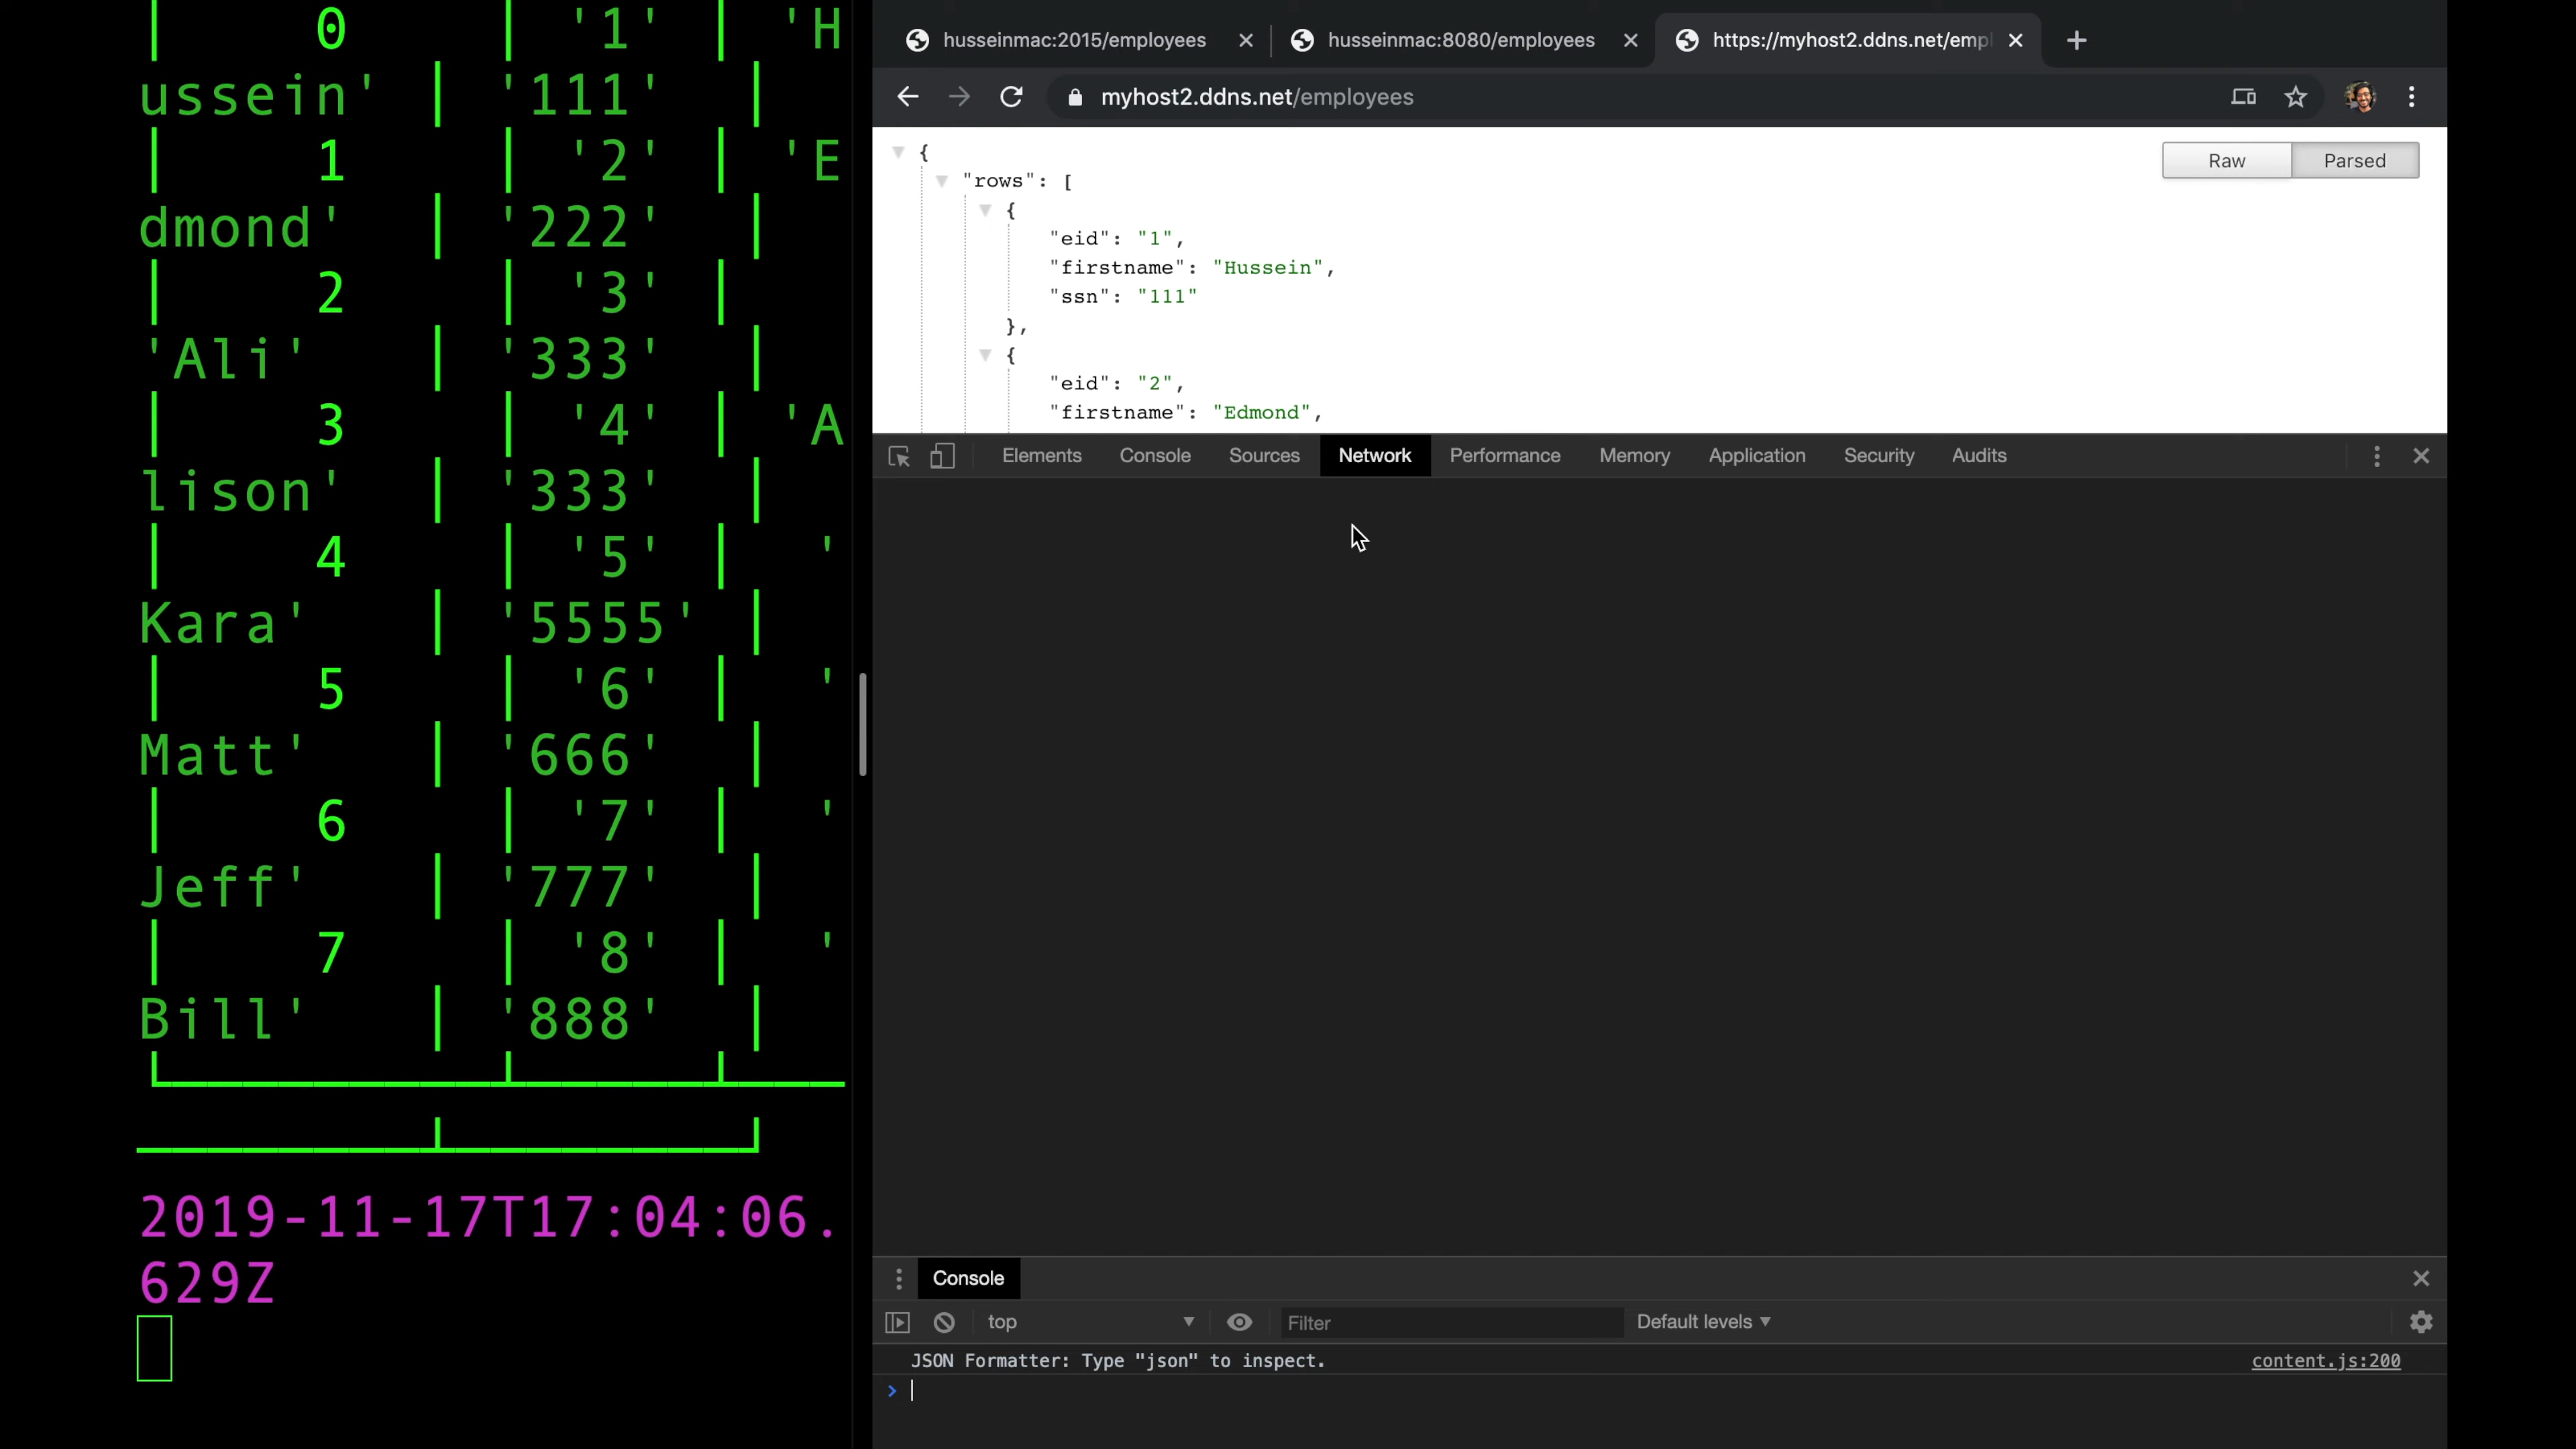 | 0 | '1' | 'H
ussein' | '111' |
| 1 | '2' | 'E
dmond' | '222' |
| 2 | '3' |
'Ali' | '333' |
| 3 | '4' | 'A
lison' | '333' |
| 4 | '5' | '
Kara' | '5555' |
| 5 | '6' | '
Matt' | '666' |
| 6 | '7' | '
Jeff' | '777' |
| 7 | '8' | '
Bill' | '888' |
2019-11-17T17:04:06.
629Z
husseinmac:2015/employees husseinmac:8080/employees https://myhost2.ddns.net/empl
myhost2.ddns.net/employees
Raw Parsed
{
"rows": [
{
"eid": "1",
"firstname": "Hussein",
"ssn": "111"
},
{
"eid": "2",
"firstname": "Edmond",
Elements Console Sources Network Performance Memory Application Security Audits
Console
top Filter Default levels
JSON Formatter: Type "json" to inspect. content.js:200
>